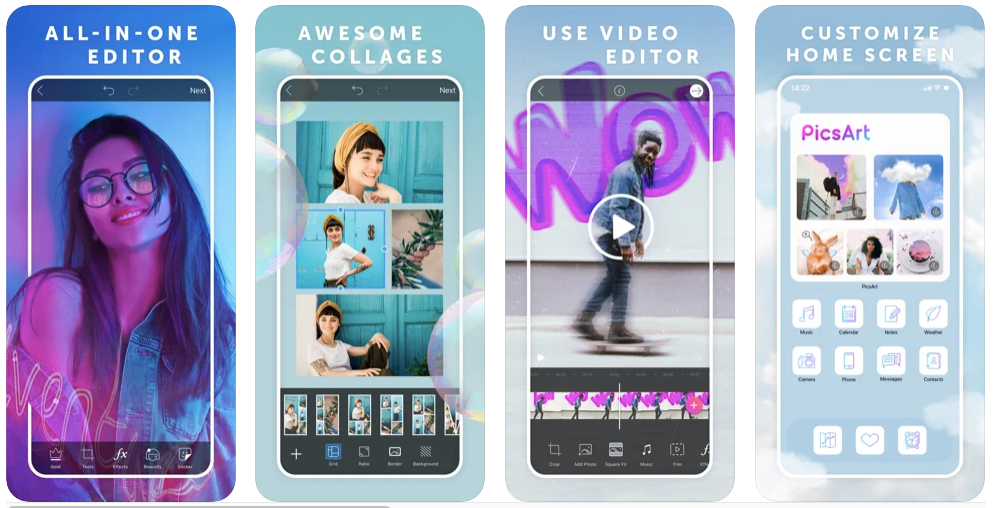 ALL-IN-ONE
EDITOR
Next
Gold
Tools
Effects
Beautify
Sticker
AWESOME
COLLAGES
Next
Grid
Ratio
Border
Background
USE VIDEO
EDITOR
WOW
Crop
Add Photo
Square Fit
Music
Trim
CUSTOMIZE
HOME SCREEN
14:22
PicsArt
PicsArt
Music Calendar Notes Weather
Camera Phone Messages Contacts